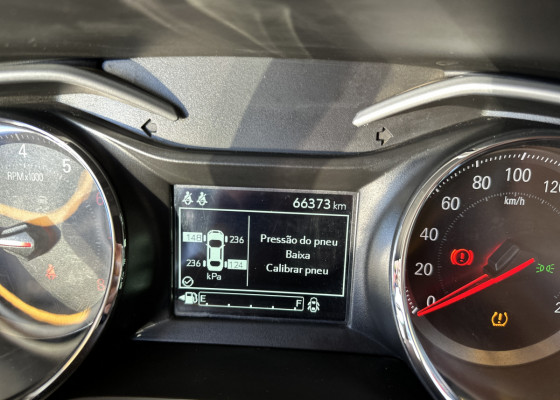 4
5
RPM x1000
66373 km
148 236
236 124
kPa
Pressão do pneu
Baixa
Calibrar pneu
E F
0
20
40
60
80
100
km/h